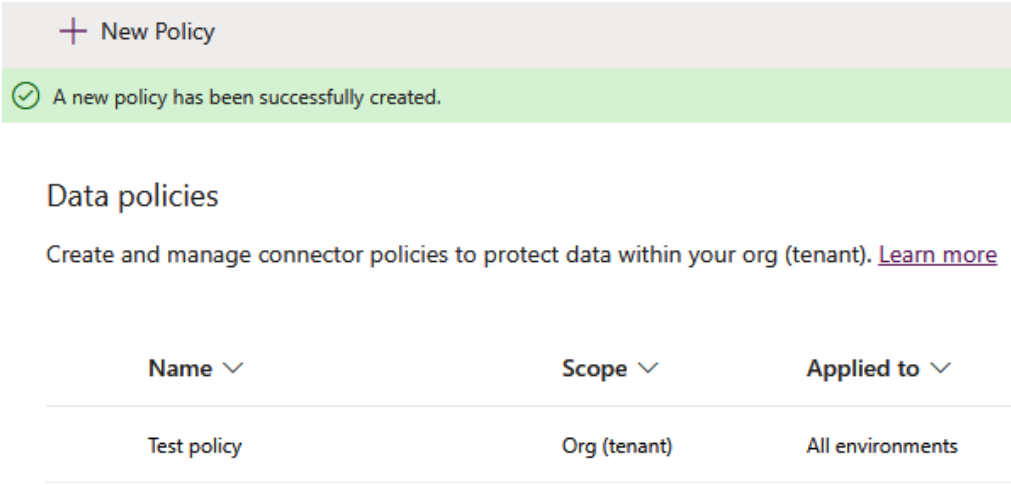 New Policy
A new policy has been successfully created.
Data policies
Create and manage connector policies to protect data within your org (tenant). Learn more
Name Scope Applied to
Test policy Org (tenant) All environments